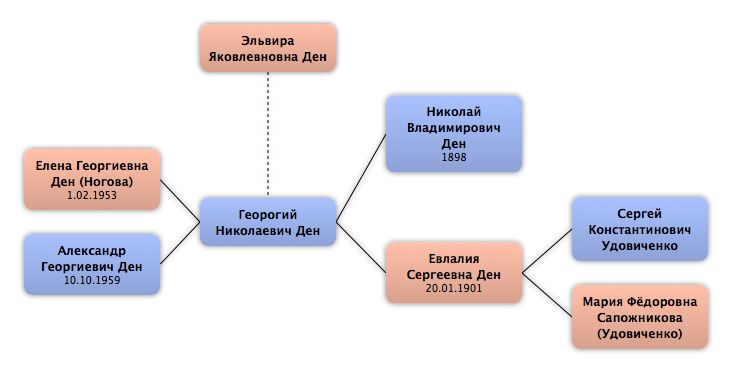 Эльвира
Яковлевновна Ден
Николай
Владимирович
Ден
1898
Елена Георгиевна
Ден (Ногова)
1.02.1953
Геворгий
Николаевич Ден
Сергей
Константинович
Удовиченко
Александр
Георгиевич Ден
10.10.1959
Евлалия
Сергеевна Ден
20.01.1901
Мария Фёдоровна
Сапожникова
(Удовиченко)